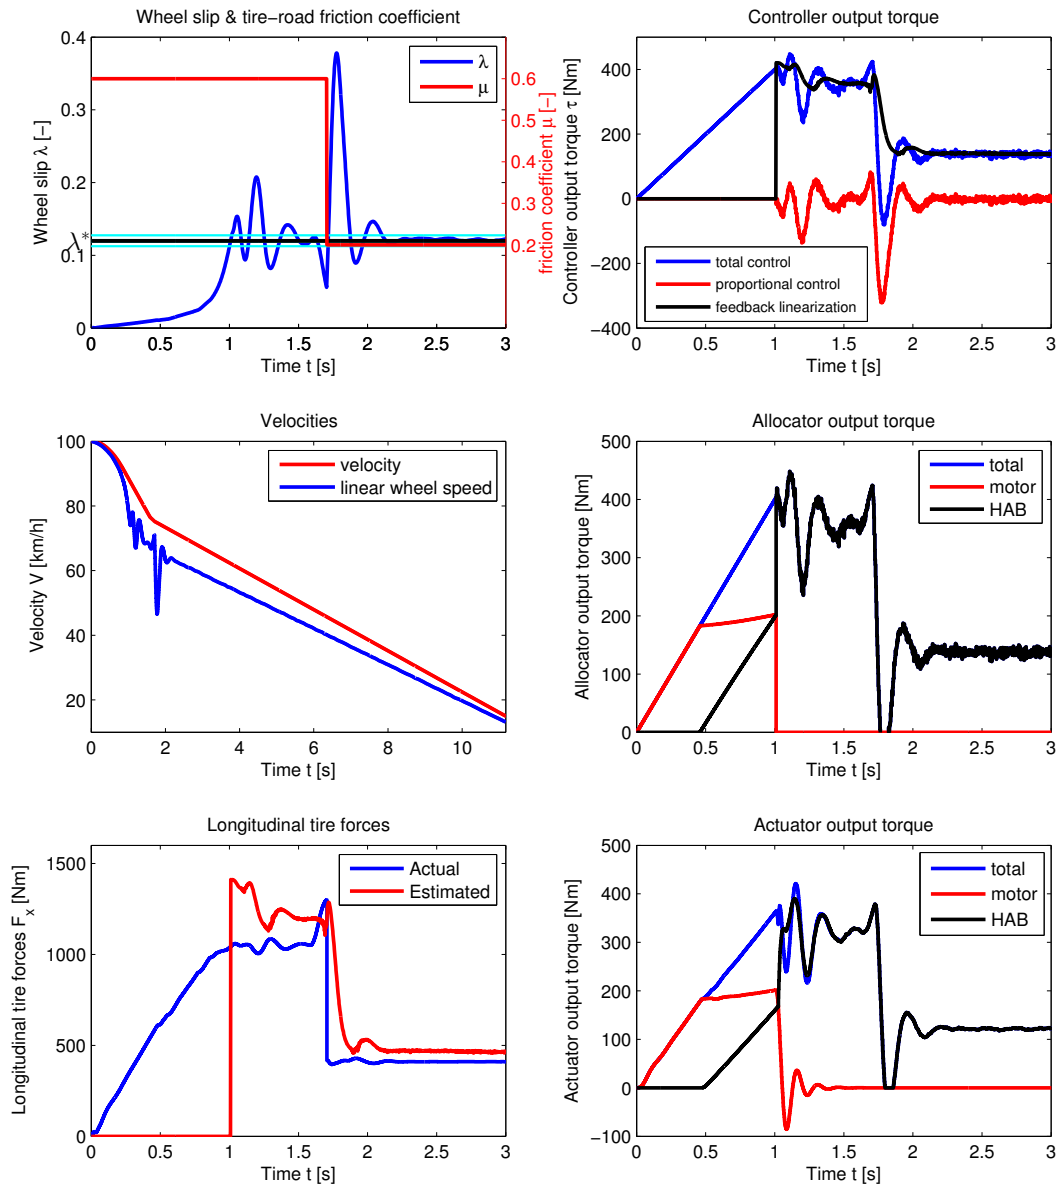 Wheel slip & tire−road friction coefficient
Wheel slip λ [−]
0.4
0.3
0.2
λ*
0.1
0
0 0.5 1 1.5 2 2.5 3
Time t [s]
λ
μ
0.6
0.5
0.4
0.3
0.2
friction coefficient μ [−]
Controller output torque
Controller output torque τ [Nm]
400
200
0
−200
−400
total control
proportional control
feedback linearization
0 0.5 1 1.5 2 2.5 3
Time t [s]
Velocities
Velocity V [km/h]
100
80
60
40
20
velocity
linear wheel speed
0 2 4 6 8 10
Time t [s]
Allocator output torque
Allocator output torque [Nm]
500
400
300
200
100
0
total
motor
HAB
0 0.5 1 1.5 2 2.5 3
Time t [s]
Longitudinal tire forces
Longitudinal tire forces F_x [Nm]
1500
1000
500
0
Actual
Estimated
0 0.5 1 1.5 2 2.5 3
Time t [s]
Actuator output torque
Actuator output torque [Nm]
500
400
300
200
100
0
−100
total
motor
HAB
0 0.5 1 1.5 2 2.5 3
Time t [s]